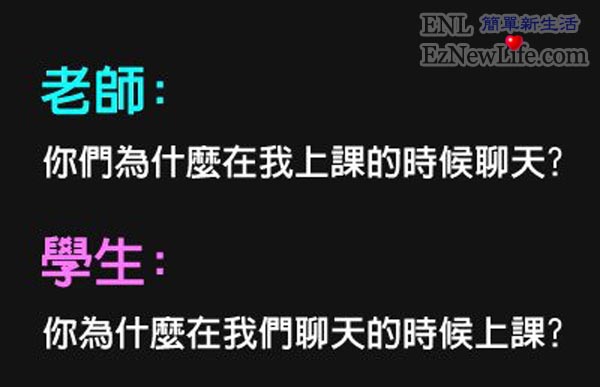 ENL 簡單新生活
EzNewLife.com
老師：
你們為什麼在我上課的時候聊天？
學生：
你為什麼在我們聊天的時候上課？